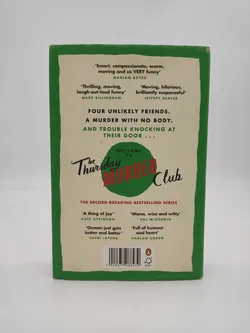 'Smart, compassionate, warm,
moving and so VERY funny'
MARIAN KEYES
'Thrilling, moving,
laugh-out-loud funny'
MARK BILLINGHAM
'Moving, hilarious,
brilliantly suspenseful'
JEFFERY DEAVER
FOUR UNLIKELY FRIENDS.
A MURDER WITH NO BODY.
AND TROUBLE KNOCKING AT
THEIR DOOR . . .
WELCOME TO
The
Thursday
MURDER
Club
THE RECORD-BREAKING BESTSELLING SERIES
'A thing of joy'
KATE ATKINSON
'Warm, wise and witty'
VAL MCDERMID
'Osman just gets
better and better'
SHARI LAPENA
'Full of humour
and heart'
HARLAN COBEN